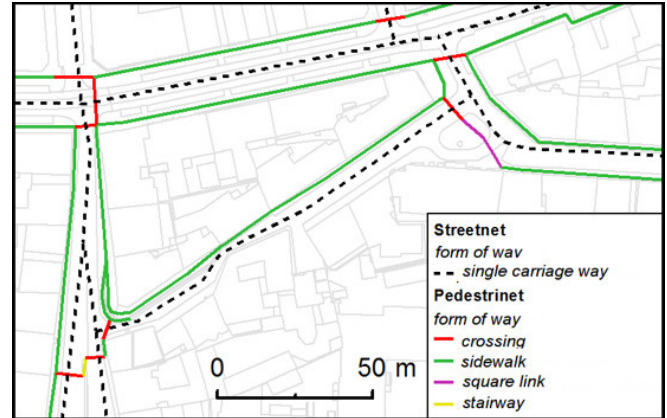 Streetnet
form of wav
single carriage way
Pedestrinet
form of way
crossing
sidewalk
square link
stairway
0 50 m